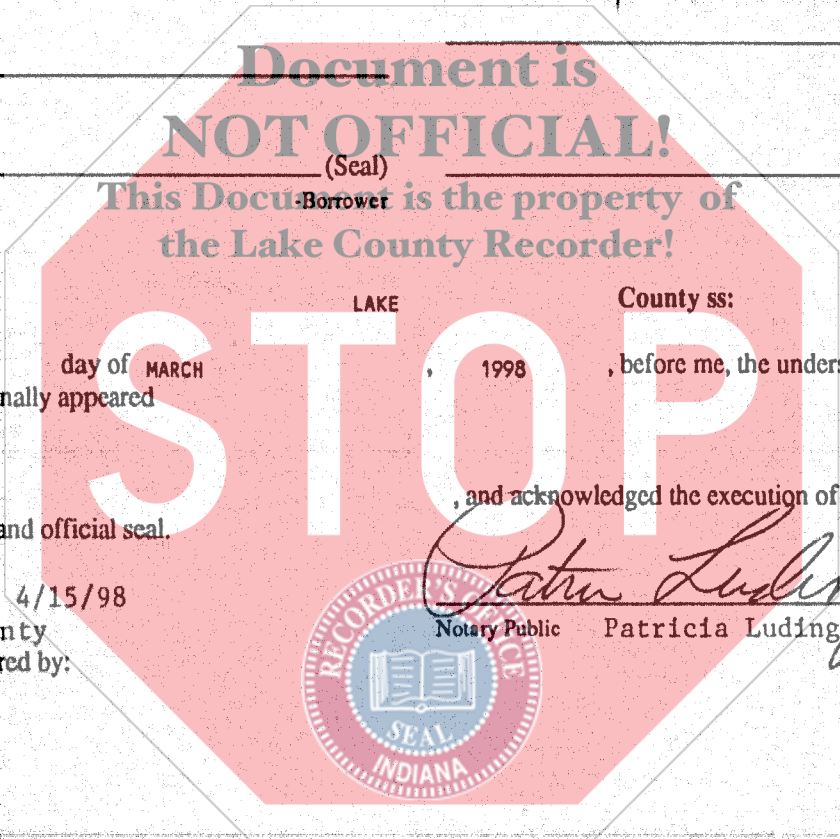 Document is
NOT OFFICIAL!
(Seal)
This Document is the property of
-Borrower
the Lake County Recorder!
LAKE County ss:
STOP
day of MARCH , 1998 , before me, the unders
nally appeared
, and acknowledged the execution of
and official seal.
Patricia Luding
4/15/98
Notary Public Patricia Luding
nty
red by:
RECORDER'S OFFICE
SEAL
INDIANA